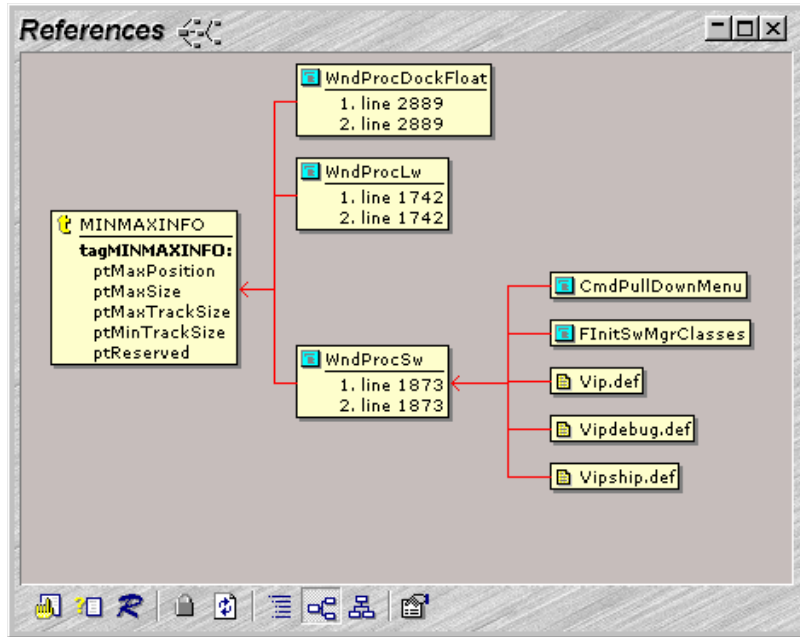 References
WndProcDockFloat
1. line 2889
2. line 2889
WndProcLw
1. line 1742
2. line 1742
MINMAXINFO
tagMINMAXINFO:
ptMaxPosition
ptMaxSize
ptMaxTrackSize
ptMinTrackSize
ptReserved
WndProcSw
1. line 1873
2. line 1873
CmdPullDownMenu
FInitSwMgrClasses
Vip.def
Vipdebug.def
Vipship.def